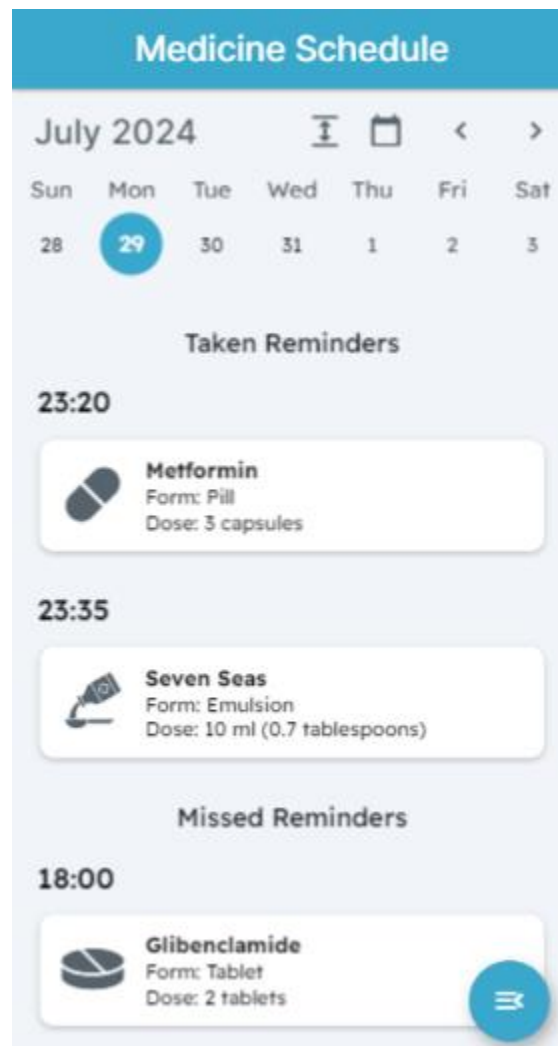 Medicine Schedule
July 2024
Sun Mon Tue Wed Thu Fri Sat
28 29 30 31 1 2 3
Taken Reminders
23:20
Metformin
Form: Pill
Dose: 3 capsules
23:35
Seven Seas
Form: Emulsion
Dose: 10 ml (0.7 tablespoons)
Missed Reminders
18:00
Glibenclamide
Form: Tablet
Dose: 2 tablets